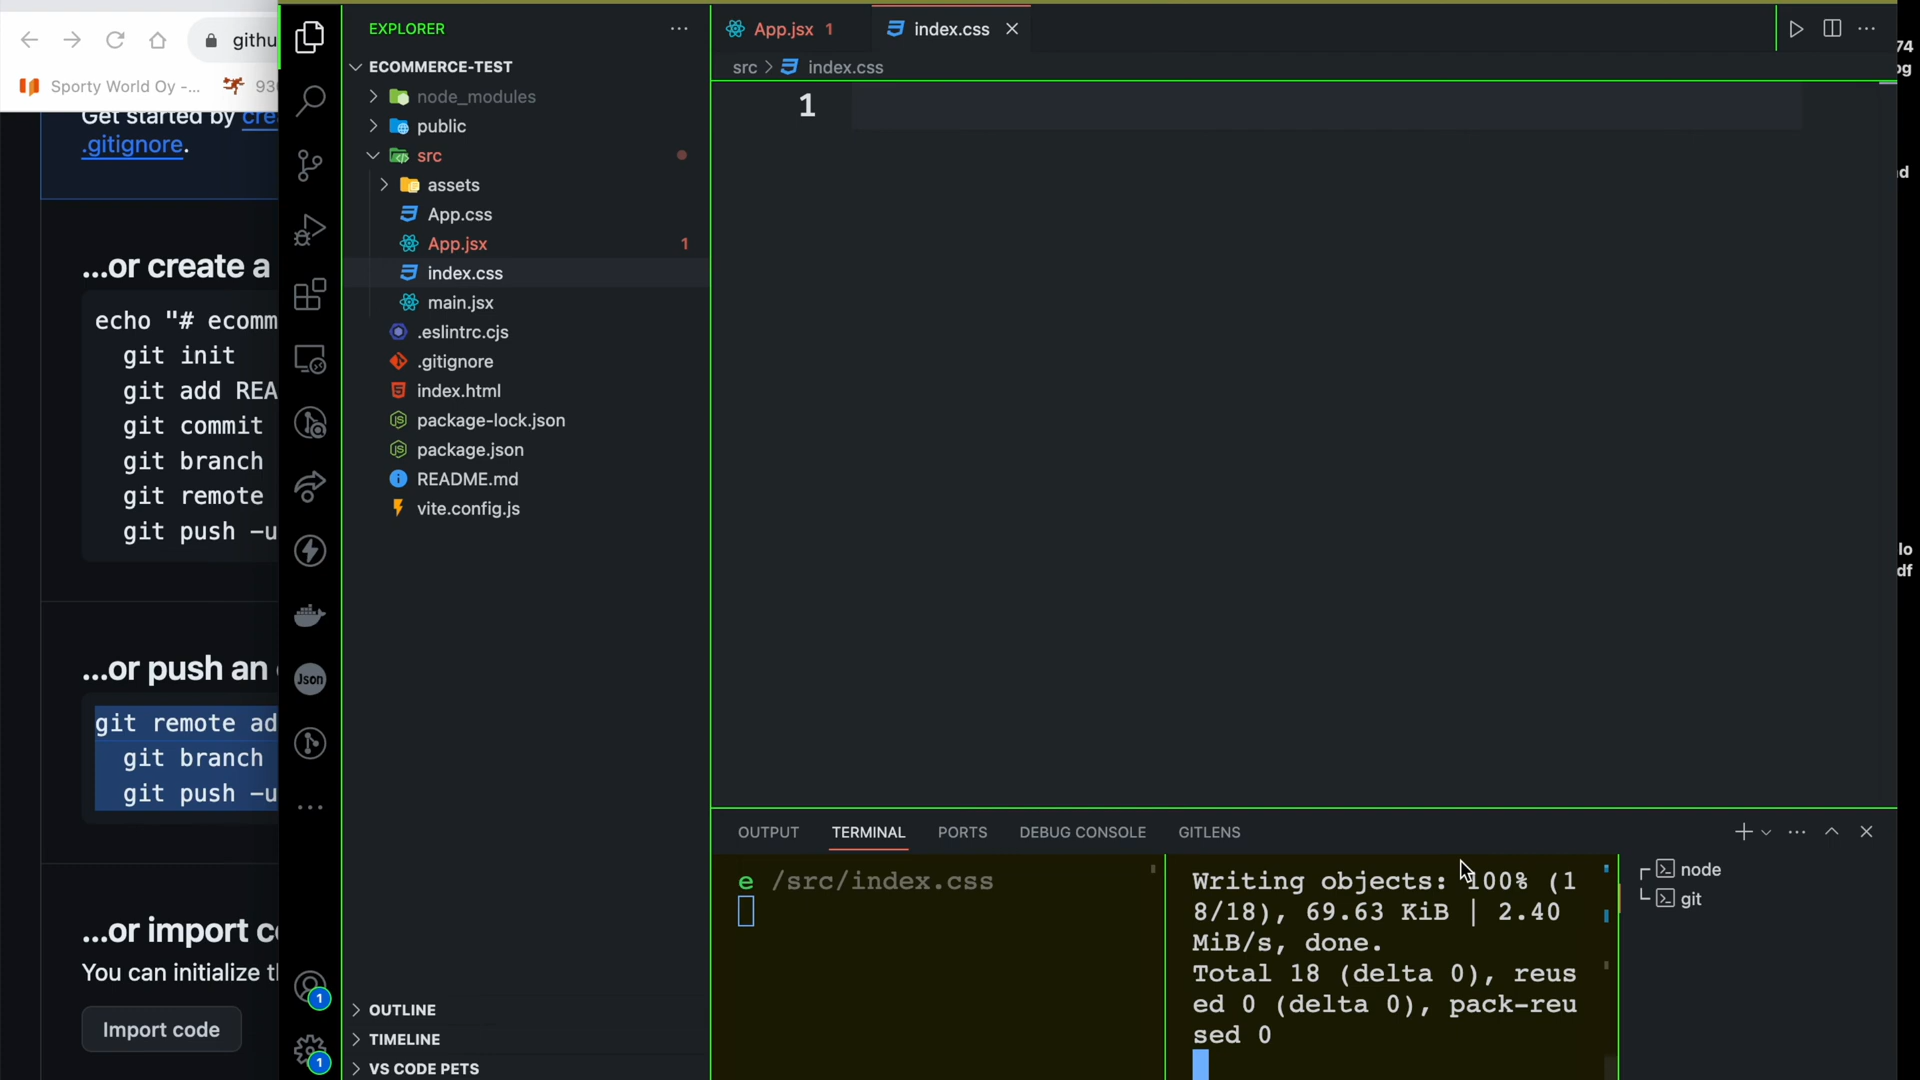 githu
Sporty World Oy -...
Get started by cre
.gitignore.
...or create a
echo "# ecomm
git init
git add REA
git commit
git branch
git remote
git push -u
...or push an
git remote ad
git branch
git push -u
...or import c
You can initialize t
Import code
EXPLORER
ECOMMERCE-TEST
node_modules
public
src
assets
App.css
App.jsx 1
index.css
main.jsx
.eslintrc.cjs
.gitignore
index.html
package-lock.json
package.json
README.md
vite.config.js
Json
1
1
OUTLINE
TIMELINE
VS CODE PETS
App.jsx 1
index.css
src > index.css
1
OUTPUT TERMINAL PORTS DEBUG CONSOLE GITLENS
e /src/index.css
Writing objects: 100% (1
8/18), 69.63 KiB | 2.40
MiB/s, done.
Total 18 (delta 0), reus
ed 0 (delta 0), pack-reu
sed 0
node
git
74
lo
df